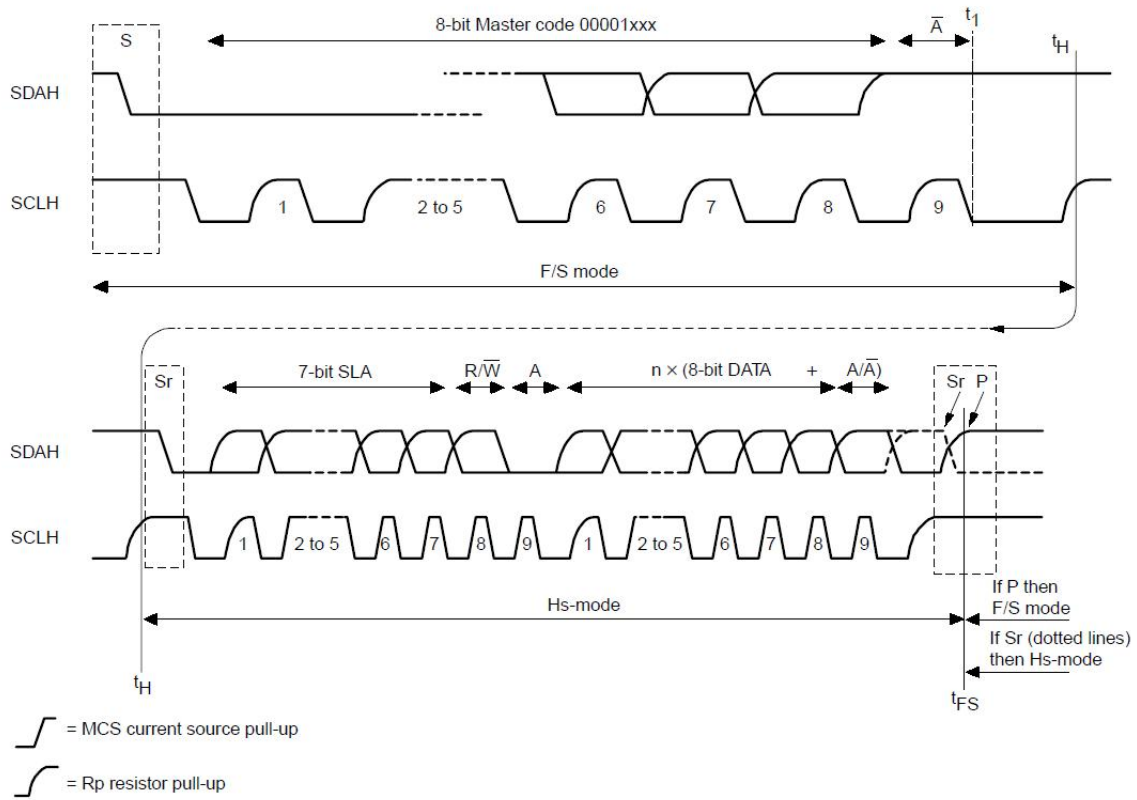 8-bit Master code 00001xxx
A̅
t1
S
tH
SDAH
SCLH
1
2 to 5
6
7
8
9
F/S mode
Sr
7-bit SLA
R/W̅
A
n × (8-bit DATA
+
A/A̅)
Sr
P
SDAH
SCLH
1
2 to 5
6
7
8
9
1
2 to 5
6
7
8
9
If P then
F/S mode
Hs-mode
If Sr (dotted lines)
then Hs-mode
tH
tFS
= MCS current source pull-up
= Rp resistor pull-up